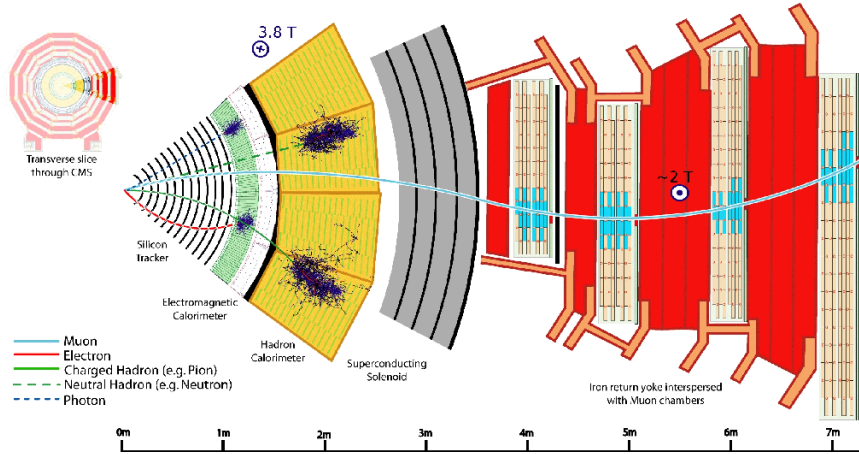 3.8 T
Transverse slice
through CMS
~2 T
Silicon
Tracker
Electromagnetic
Calorimeter
Hadron
Calorimeter
Superconducting
Solenoid
Iron return yoke interspersed
with Muon chambers
Muon
Electron
Charged Hadron (e.g. Pion)
Neutral Hadron (e.g. Neutron)
Photon
0m 1m 2m 3m 4m 5m 6m 7m